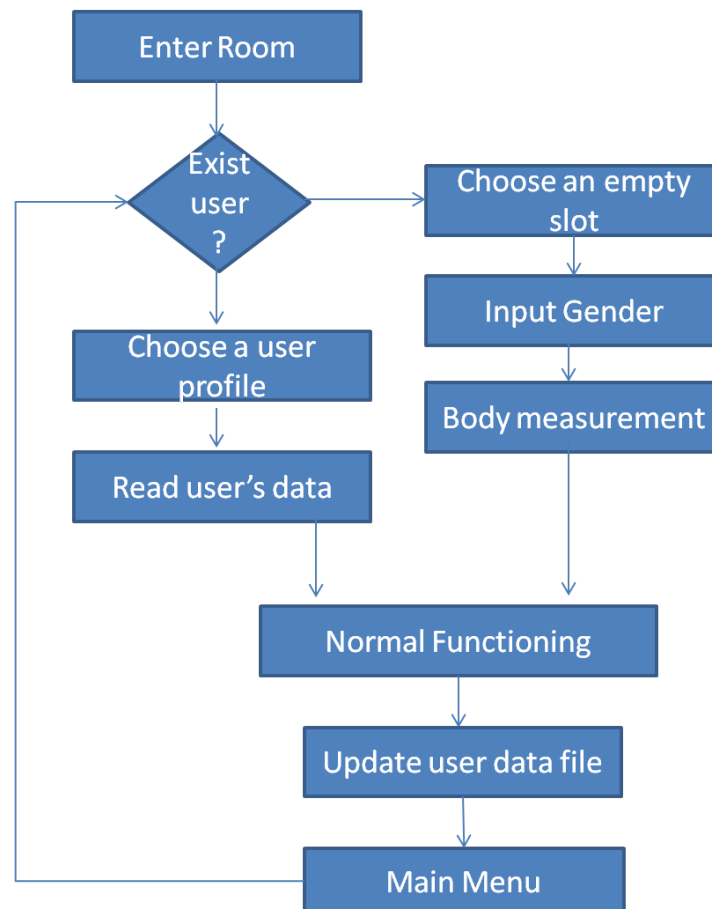 Enter Room
Exist
user
?
Choose an empty
slot
Input Gender
Choose a user
profile
Body measurement
Read user’s data
Normal Functioning
Update user data file
Main Menu